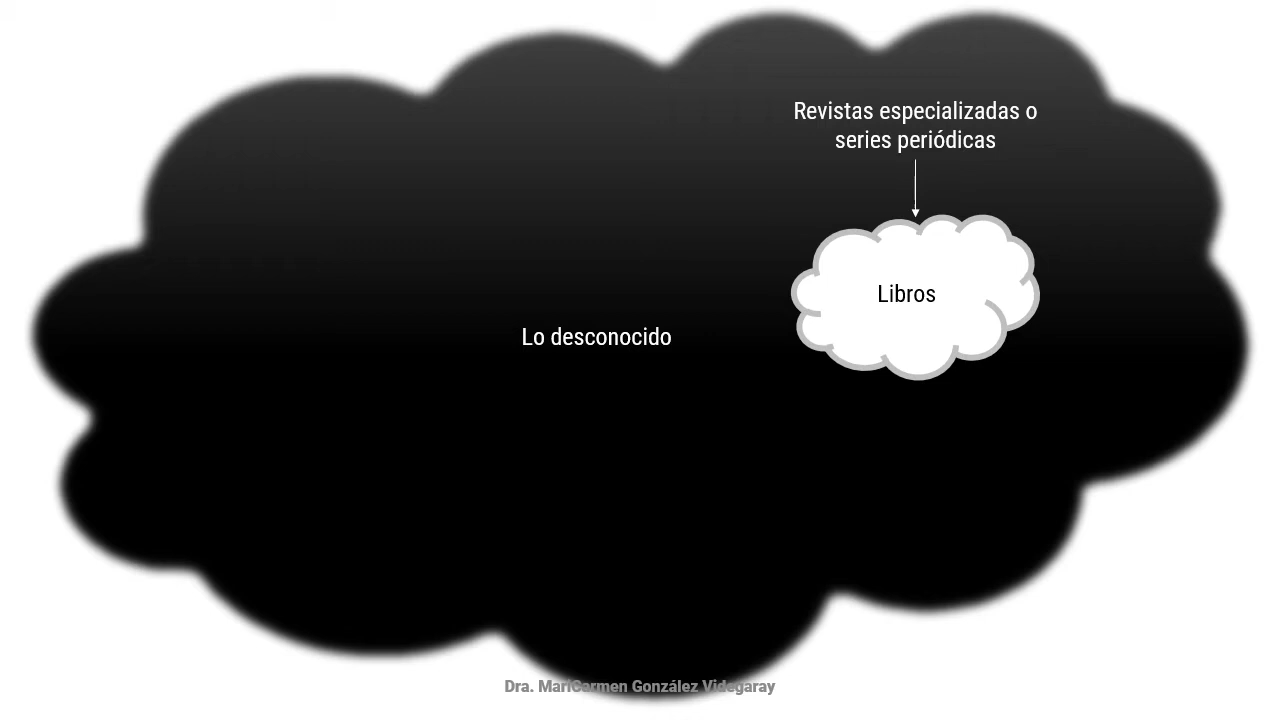 Revistas especializadas o
series periódicas
Libros
Lo desconocido
Dra. MariCarmen González Videgaray